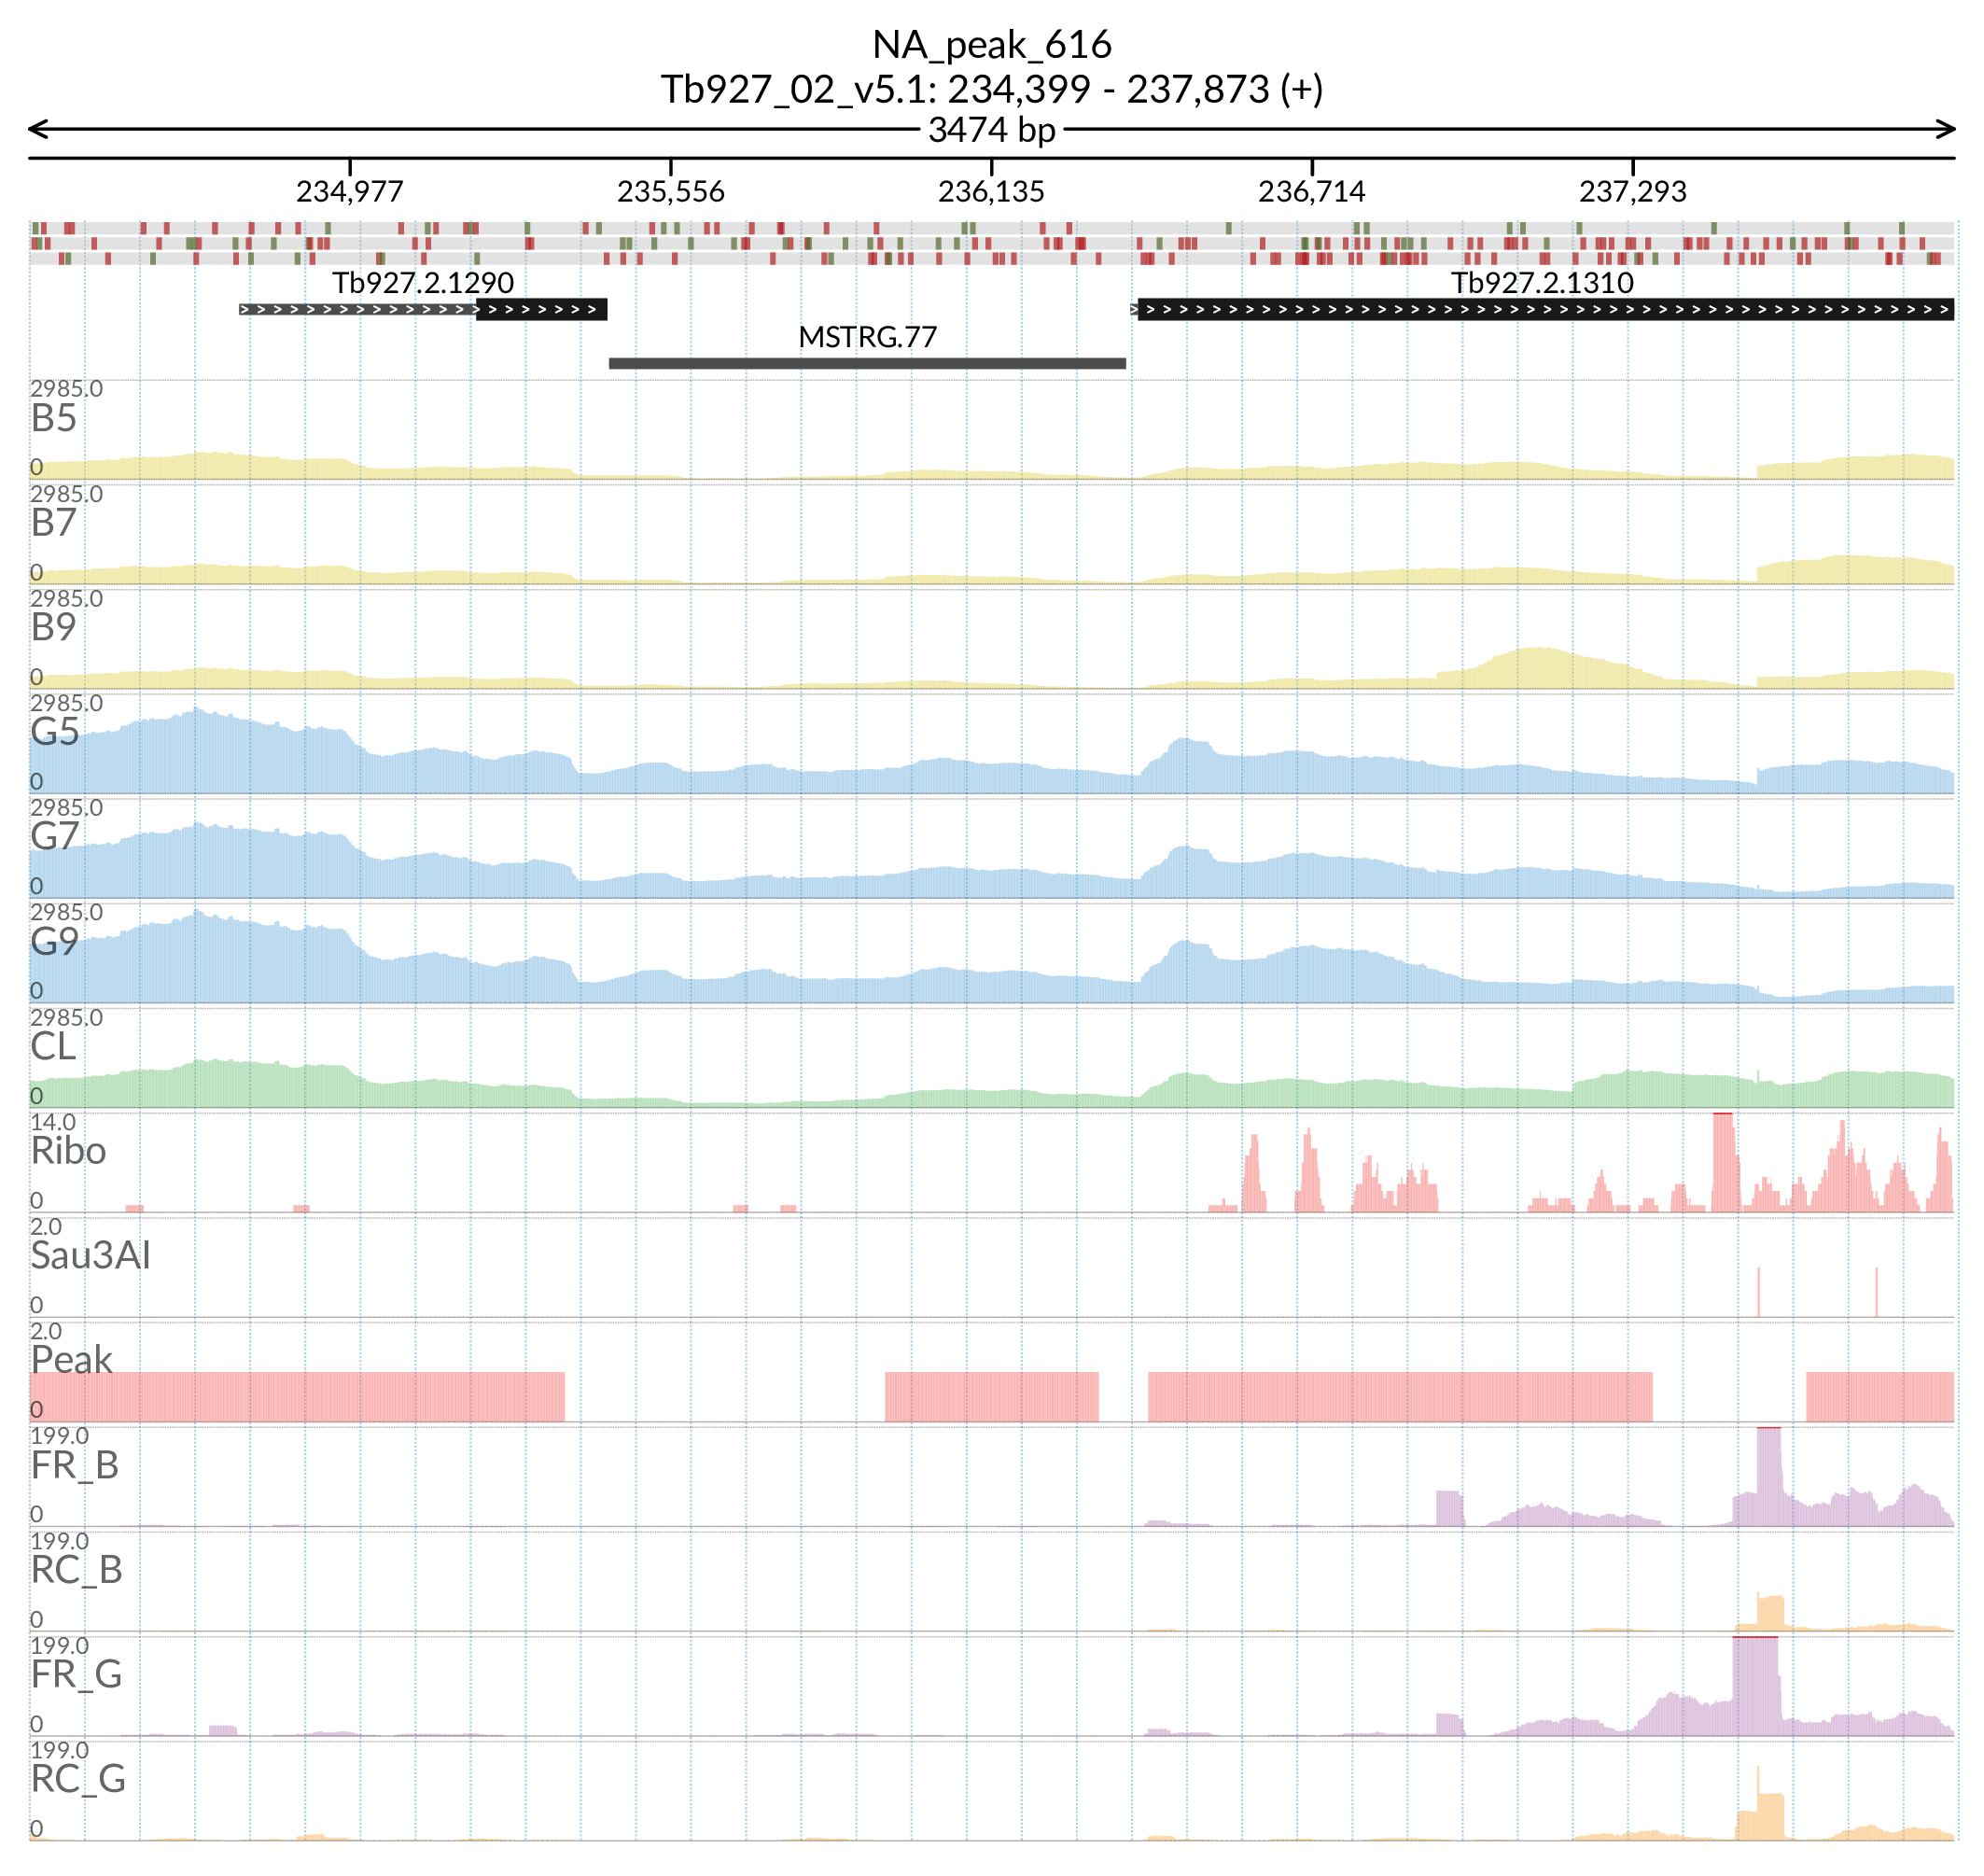 NA_peak_616
Tb927_02_v5.1: 234,399 - 237,873 (+)
3474 bp
234,977 235,556 236,135 236,714 237,293
Tb927.2.1290 Tb927.2.1310
MSTRG.77
2985.0
B5
0
2985.0
B7
0
2985.0
B9
0
2985.0
G5
0
2985.0
G7
0
2985.0
G9
0
2985.0
CL
0
14.0
Ribo
0
2.0
Sau3AI
0
2.0
Peak
0
199.0
FR_B
0
199.0
RC_B
0
199.0
FR_G
0
199.0
RC_G
0